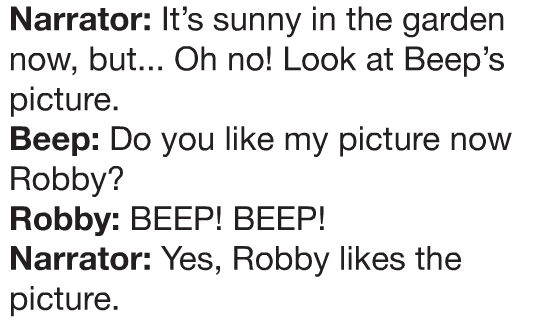 Narrator: It’s sunny in the garden
now, but... Oh no! Look at Beep’s
picture.
Beep: Do you like my picture now
Robby?
Robby: BEEP! BEEP!
Narrator: Yes, Robby likes the
picture.